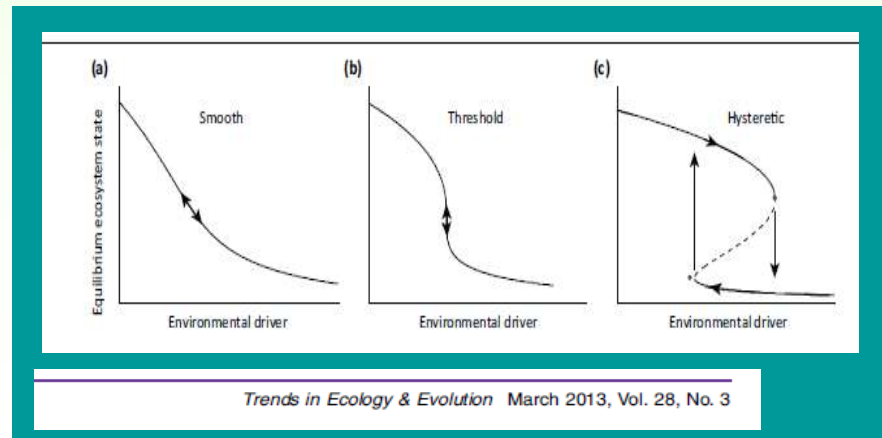 (a)
(b)
(c)
Smooth
Threshold
Hysteretic
Equilibrium ecosystem state
Environmental driver
Environmental driver
Environmental driver
Trends in Ecology & Evolution March 2013, Vol. 28, No. 3